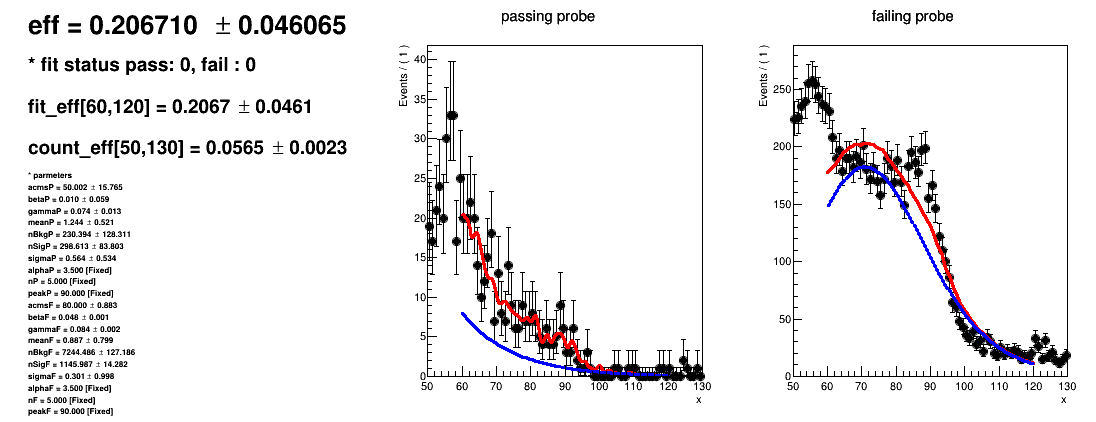 eff = 0.206710 ± 0.046065
* fit status pass: 0, fail : 0
fit_eff[60,120] = 0.2067 ± 0.0461
count_eff[50,130] = 0.0565 ± 0.0023
* parmeters
acmsP = 50.002 ± 15.765
betaP = 0.010 ± 0.059
gammaP = 0.074 ± 0.013
meanP = 1.244 ± 0.521
nBkgP = 230.394 ± 128.311
nSigP = 298.613 ± 83.803
sigmaP = 0.564 ± 0.534
alphaP = 3.500 [Fixed]
nP = 5.000 [Fixed]
peakP = 90.000 [Fixed]
acmsF = 80.000 ± 0.883
betaF = 0.048 ± 0.001
gammaF = 0.084 ± 0.002
meanF = 0.887 ± 0.799
nBkgF = 7244.486 ± 127.186
nSigF = 1145.987 ± 14.282
sigmaF = 0.301 ± 0.998
alphaF = 3.500 [Fixed]
nF = 5.000 [Fixed]
peakF = 90.000 [Fixed]
passing probe
Events / ( 1 )
40
35
30
25
20
15
10
5
0
50 60 70 80 90 100 110 120 130
x
failing probe
Events / ( 1 )
250
200
150
100
50
0
50 60 70 80 90 100 110 120 130
x